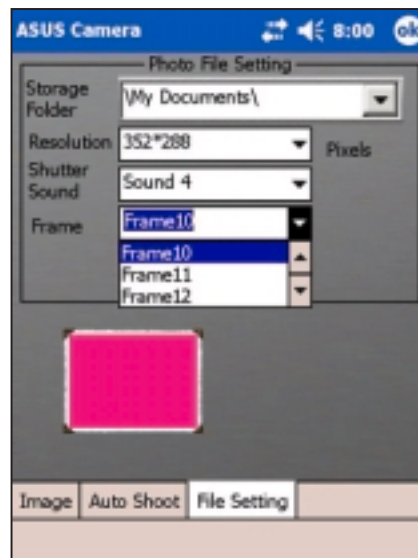 ASUS Camera 8:00 ok
Photo File Setting
Storage Folder \My Documents\
Resolution 352*288 Pixels
Shutter Sound Sound 4
Frame Frame10
Frame10
Frame11
Frame12
Image Auto Shoot File Setting